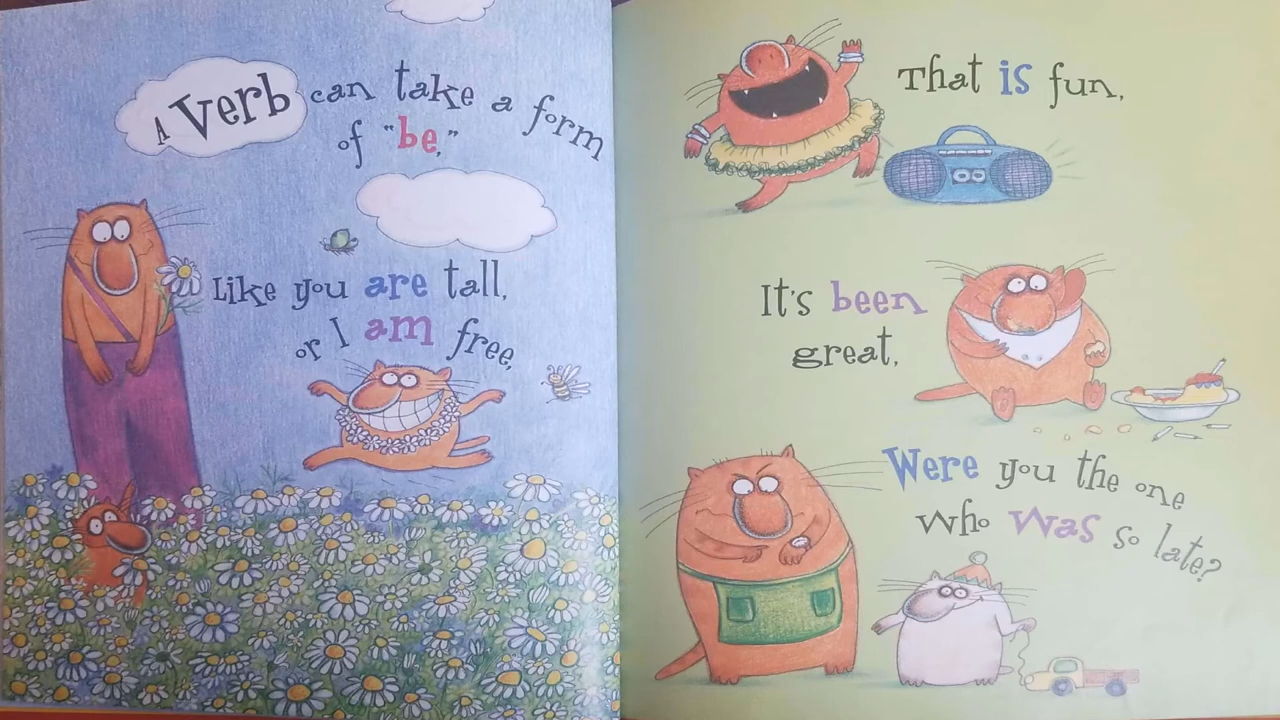 A Verb can take a form
of "be,"
Like you are tall,
or I am free,
That is fun,
It's been
great,
Were you the one
who was so late?